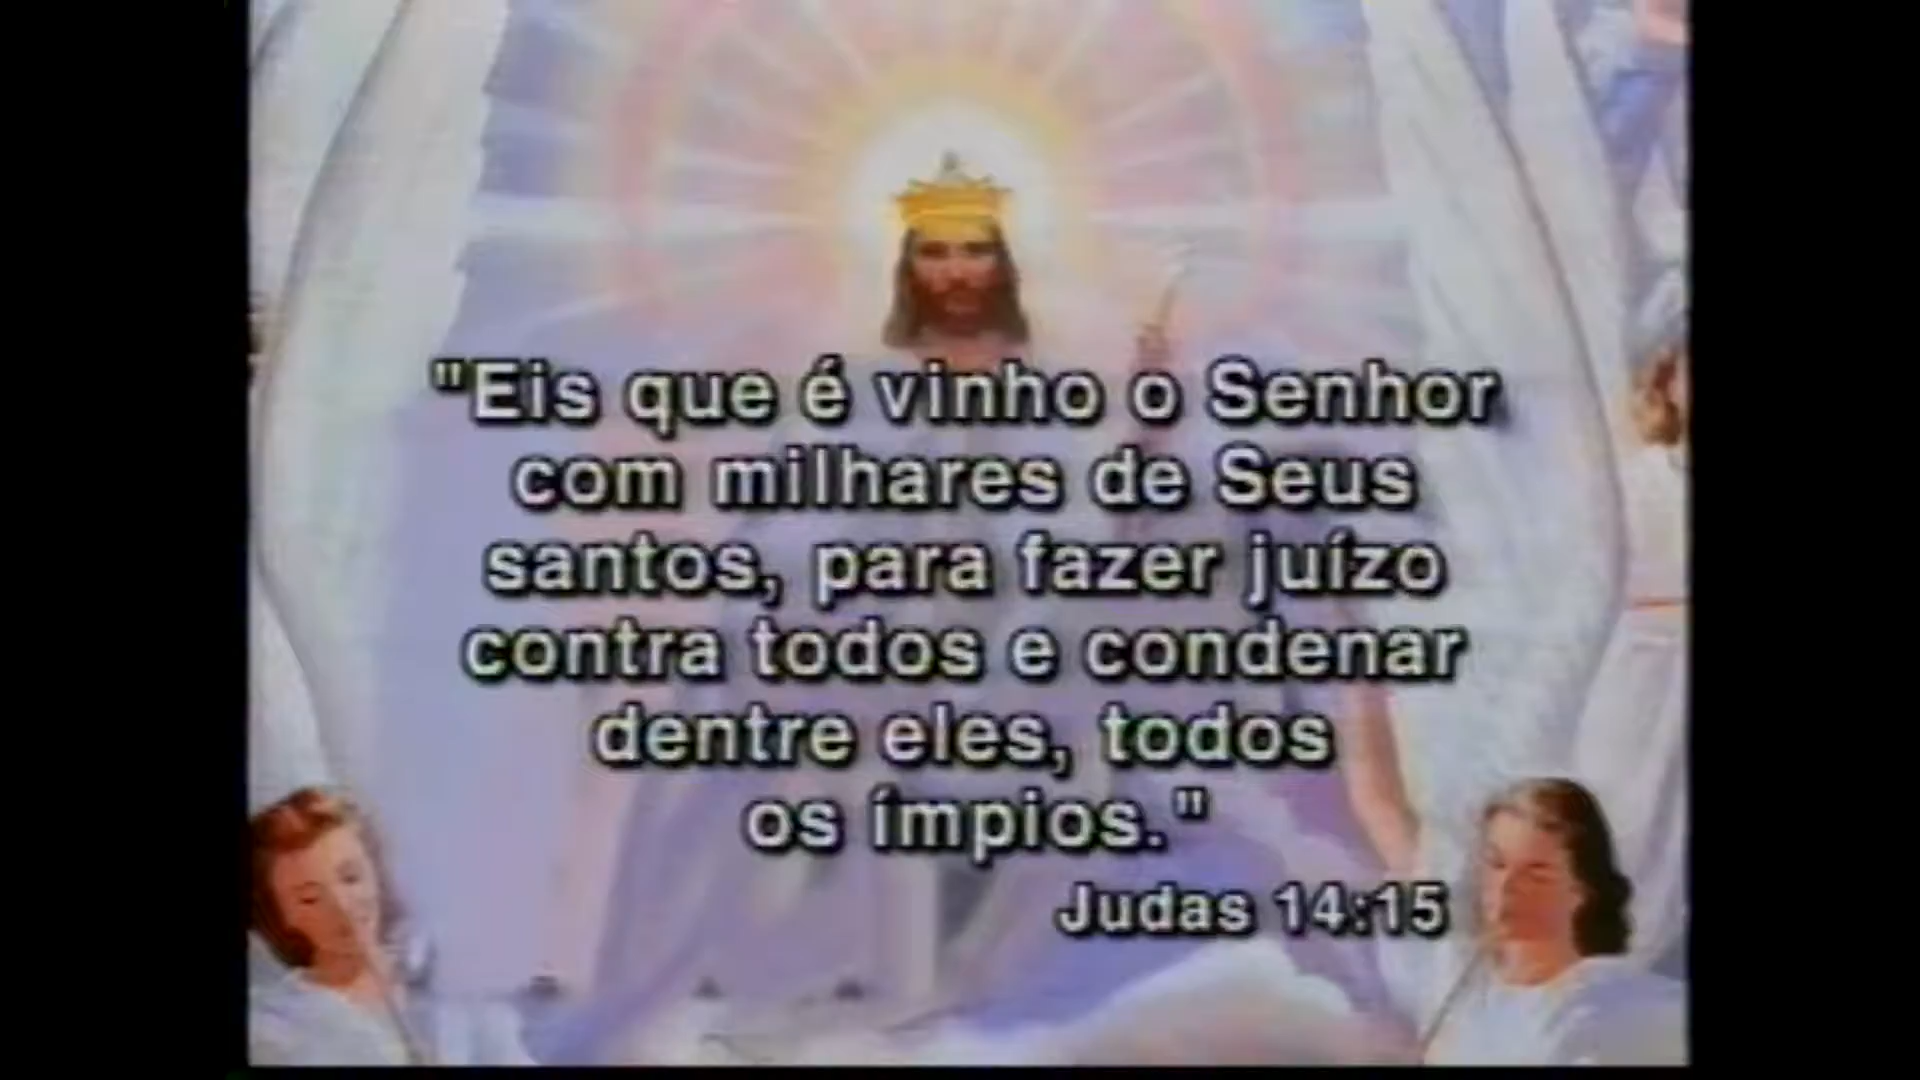 "Eis que é vinho o Senhor
com milhares de Seus
santos, para fazer juízo
contra todos e condenar
dentre eles, todos
os ímpios."
Judas 14:15